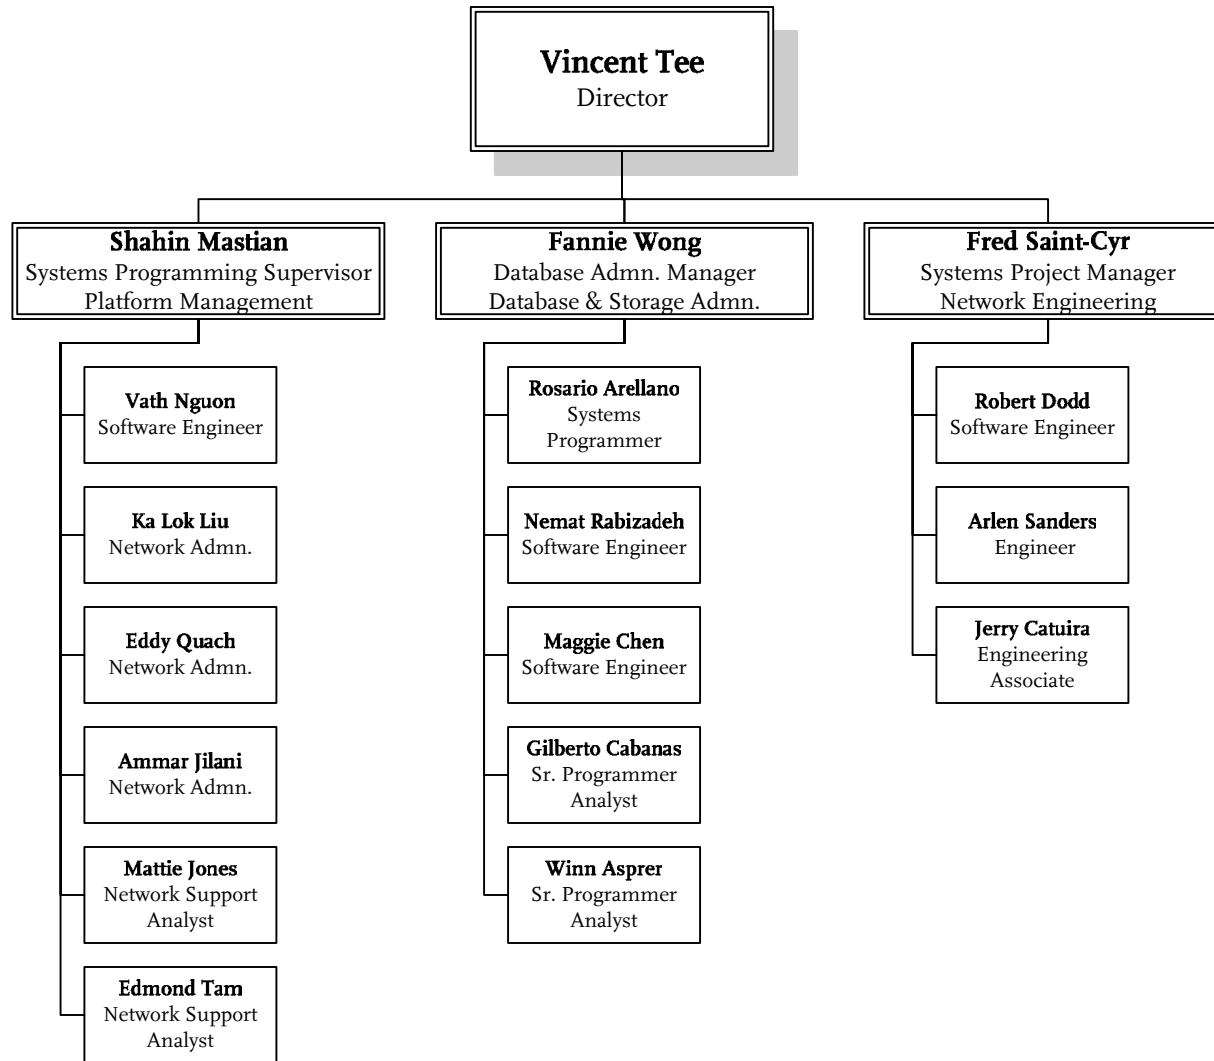 Vincent Tee
Director
Shahin Mastian
Systems Programming Supervisor
Platform Management
Fannie Wong
Database Admn. Manager
Database & Storage Admn.
Fred Saint-Cyr
Systems Project Manager
Network Engineering
Vath Nguon
Software Engineer
Ka Lok Liu
Network Admn.
Eddy Quach
Network Admn.
Ammar Jilani
Network Admn.
Mattie Jones
Network Support
Analyst
Edmond Tam
Network Support
Analyst
Rosario Arellano
Systems
Programmer
Nemat Rabizadeh
Software Engineer
Maggie Chen
Software Engineer
Gilberto Cabanas
Sr. Programmer
Analyst
Winn Asprer
Sr. Programmer
Analyst
Robert Dodd
Software Engineer
Arlen Sanders
Engineer
Jerry Catuira
Engineering
Associate